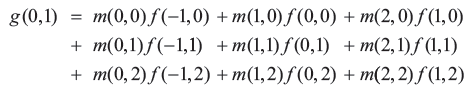 g(0,1) = m(0,0)f(-1,0) + m(1,0)f(0,0) + m(2,0)f(1,0)
+ m(0,1)f(-1,1) + m(1,1)f(0,1) + m(2,1)f(1,1)
+ m(0,2)f(-1,2) + m(1,2)f(0,2) + m(2,2)f(1,2)